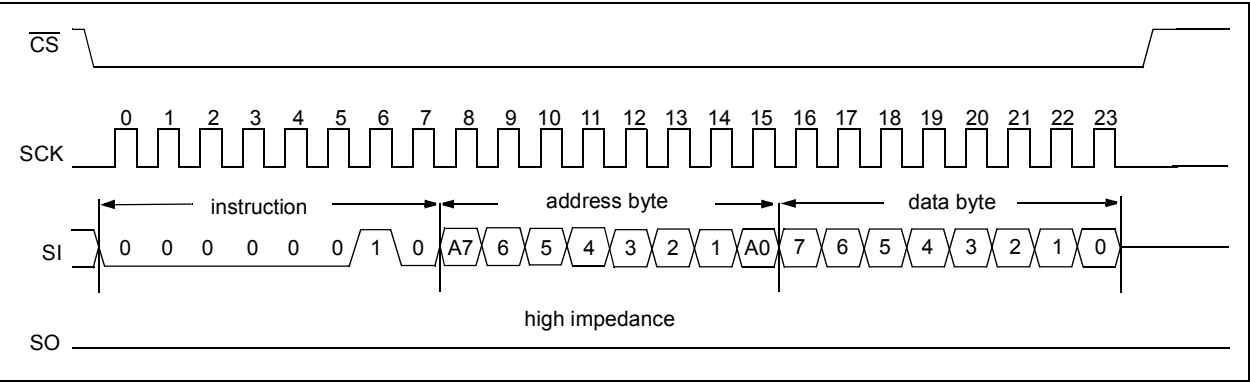 CS
0 1 2 3 4 5 6 7 8 9 10 11 12 13 14 15 16 17 18 19 20 21 22 23
SCK
instruction address byte data byte
SI 0 0 0 0 0 0 1 0 A7 6 5 4 3 2 1 A0 7 6 5 4 3 2 1 0
high impedance
SO